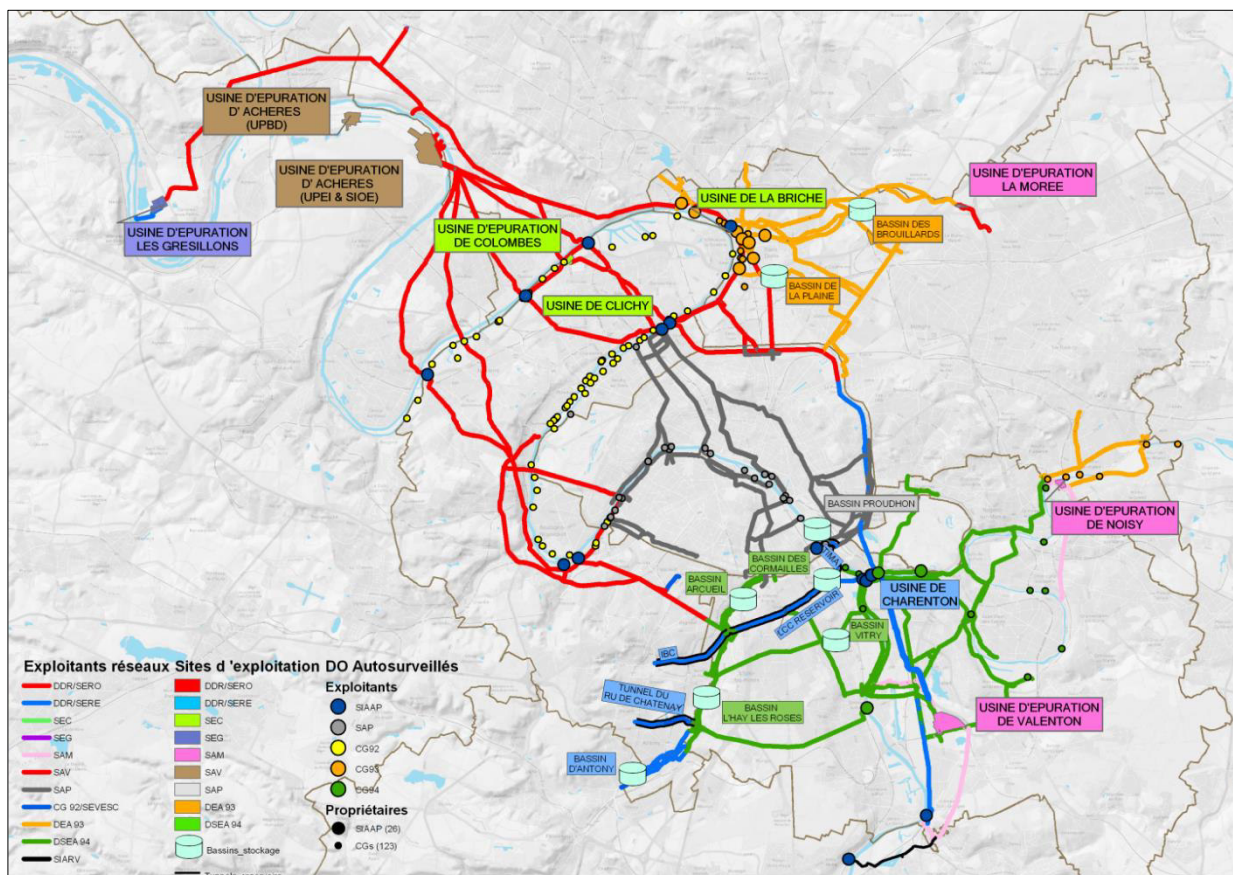 USINE D'EPURATION
D' ACHERES
(UPBD)
USINE D'EPURATION
D' ACHERES
(UPEI & SIOE)
USINE D'EPURATION
LES GRESILLONS
USINE D'EPURATION
DE COLOMBES
USINE DE LA BRICHE
USINE D'EPURATION
LA MOREE
BASSIN DES
BROUILLARDS
BASSIN DE
LA PLAINE
USINE DE CLICHY
BASSIN PROUDHON
USINE D'EPURATION
DE NOISY
BASSIN DES
CORMAILLES
TIMA
BASSIN
ARCUEIL
LCC RESERVOIR
USINE DE
CHARENTON
BASSIN
VITRY
IBC
TUNNEL DU
RU DE CHATENAY
BASSIN
L'HAY LES ROSES
USINE D'EPURATION
DE VALENTON
BASSIN
D'ANTONY
Exploitants réseaux
DDR/SERO
DDR/SERE
SEC
SEG
SAM
SAV
SAP
CG 92/SEVESC
DEA 93
DSEA 94
SIARV
Sites d 'exploitation
DDR/SERO
DDR/SERE
SEC
SEG
SAM
SAV
SAP
DEA 93
DSEA 94
Bassins_stockage
DO Autosurveillés
Exploitants
SIAAP
SAP
CG92
CG93
CG94
Propriétaires
SIAAP (26)
CGs (123)